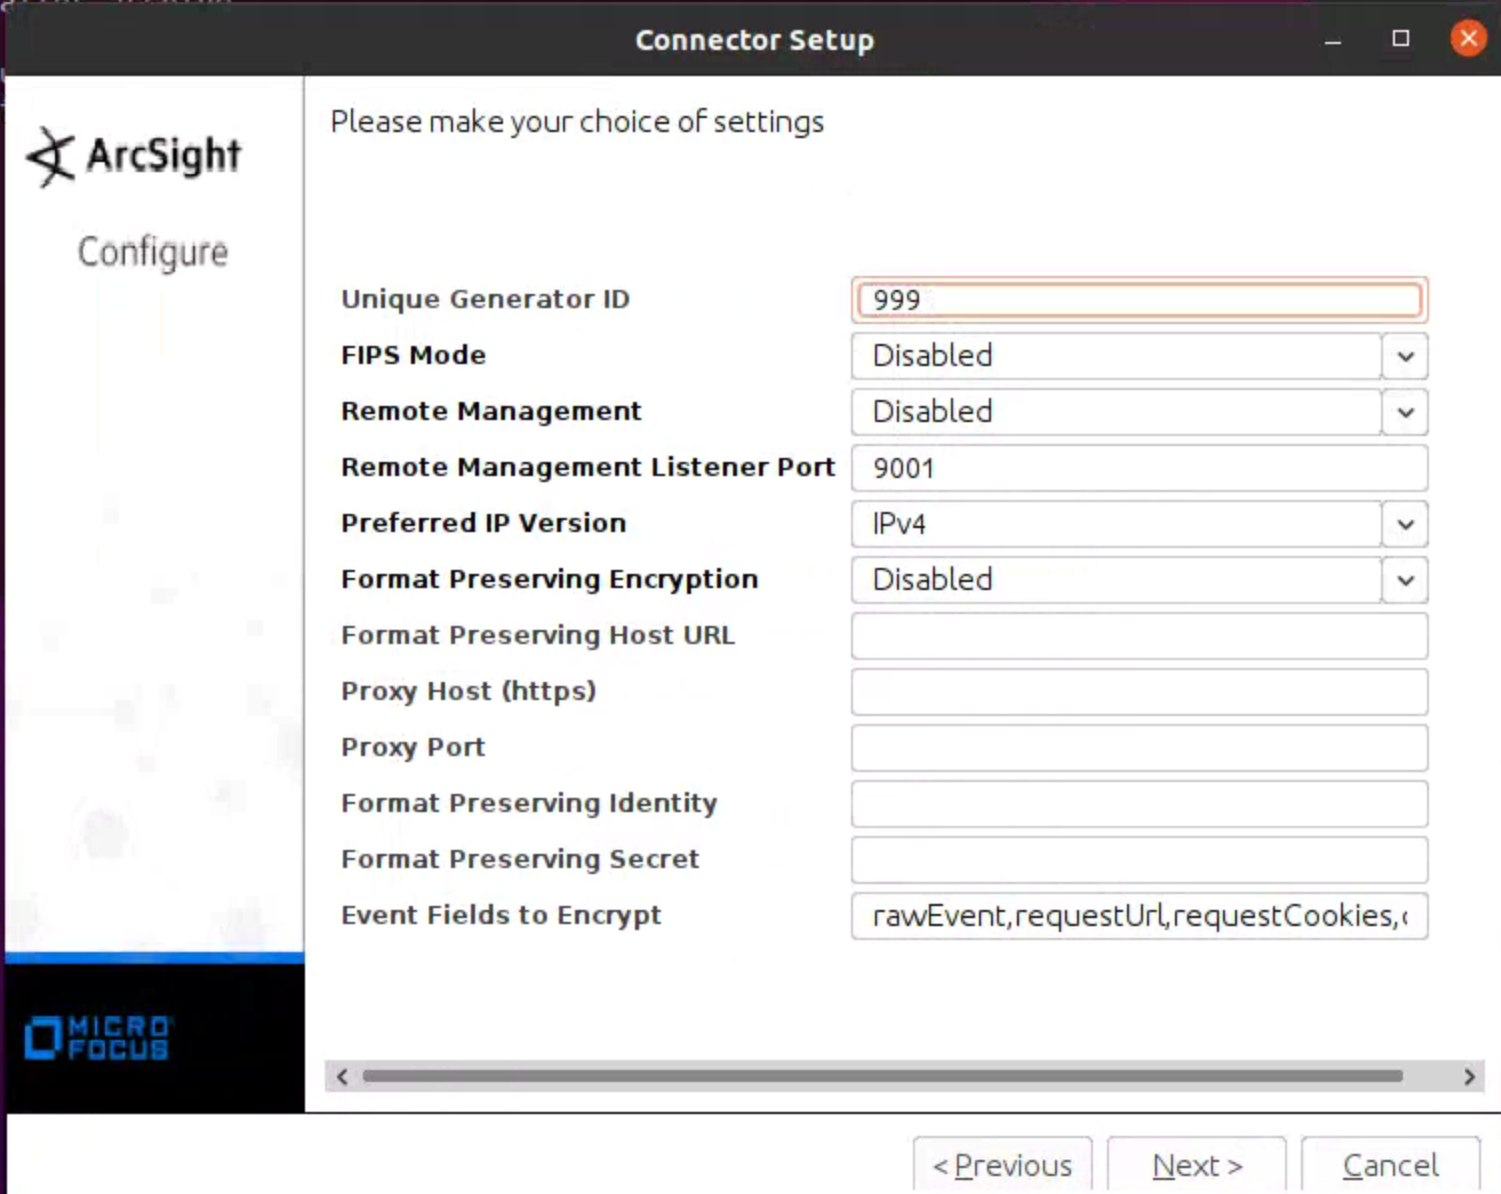 Connector Setup
ArcSight
Configure
Please make your choice of settings
Unique Generator ID 999
FIPS Mode Disabled
Remote Management Disabled
Remote Management Listener Port 9001
Preferred IP Version IPv4
Format Preserving Encryption Disabled
Format Preserving Host URL
Proxy Host (https)
Proxy Port
Format Preserving Identity
Format Preserving Secret
Event Fields to Encrypt rawEvent,requestUrl,requestCookies,
MICRO
FOCUS
< Previous Next > Cancel